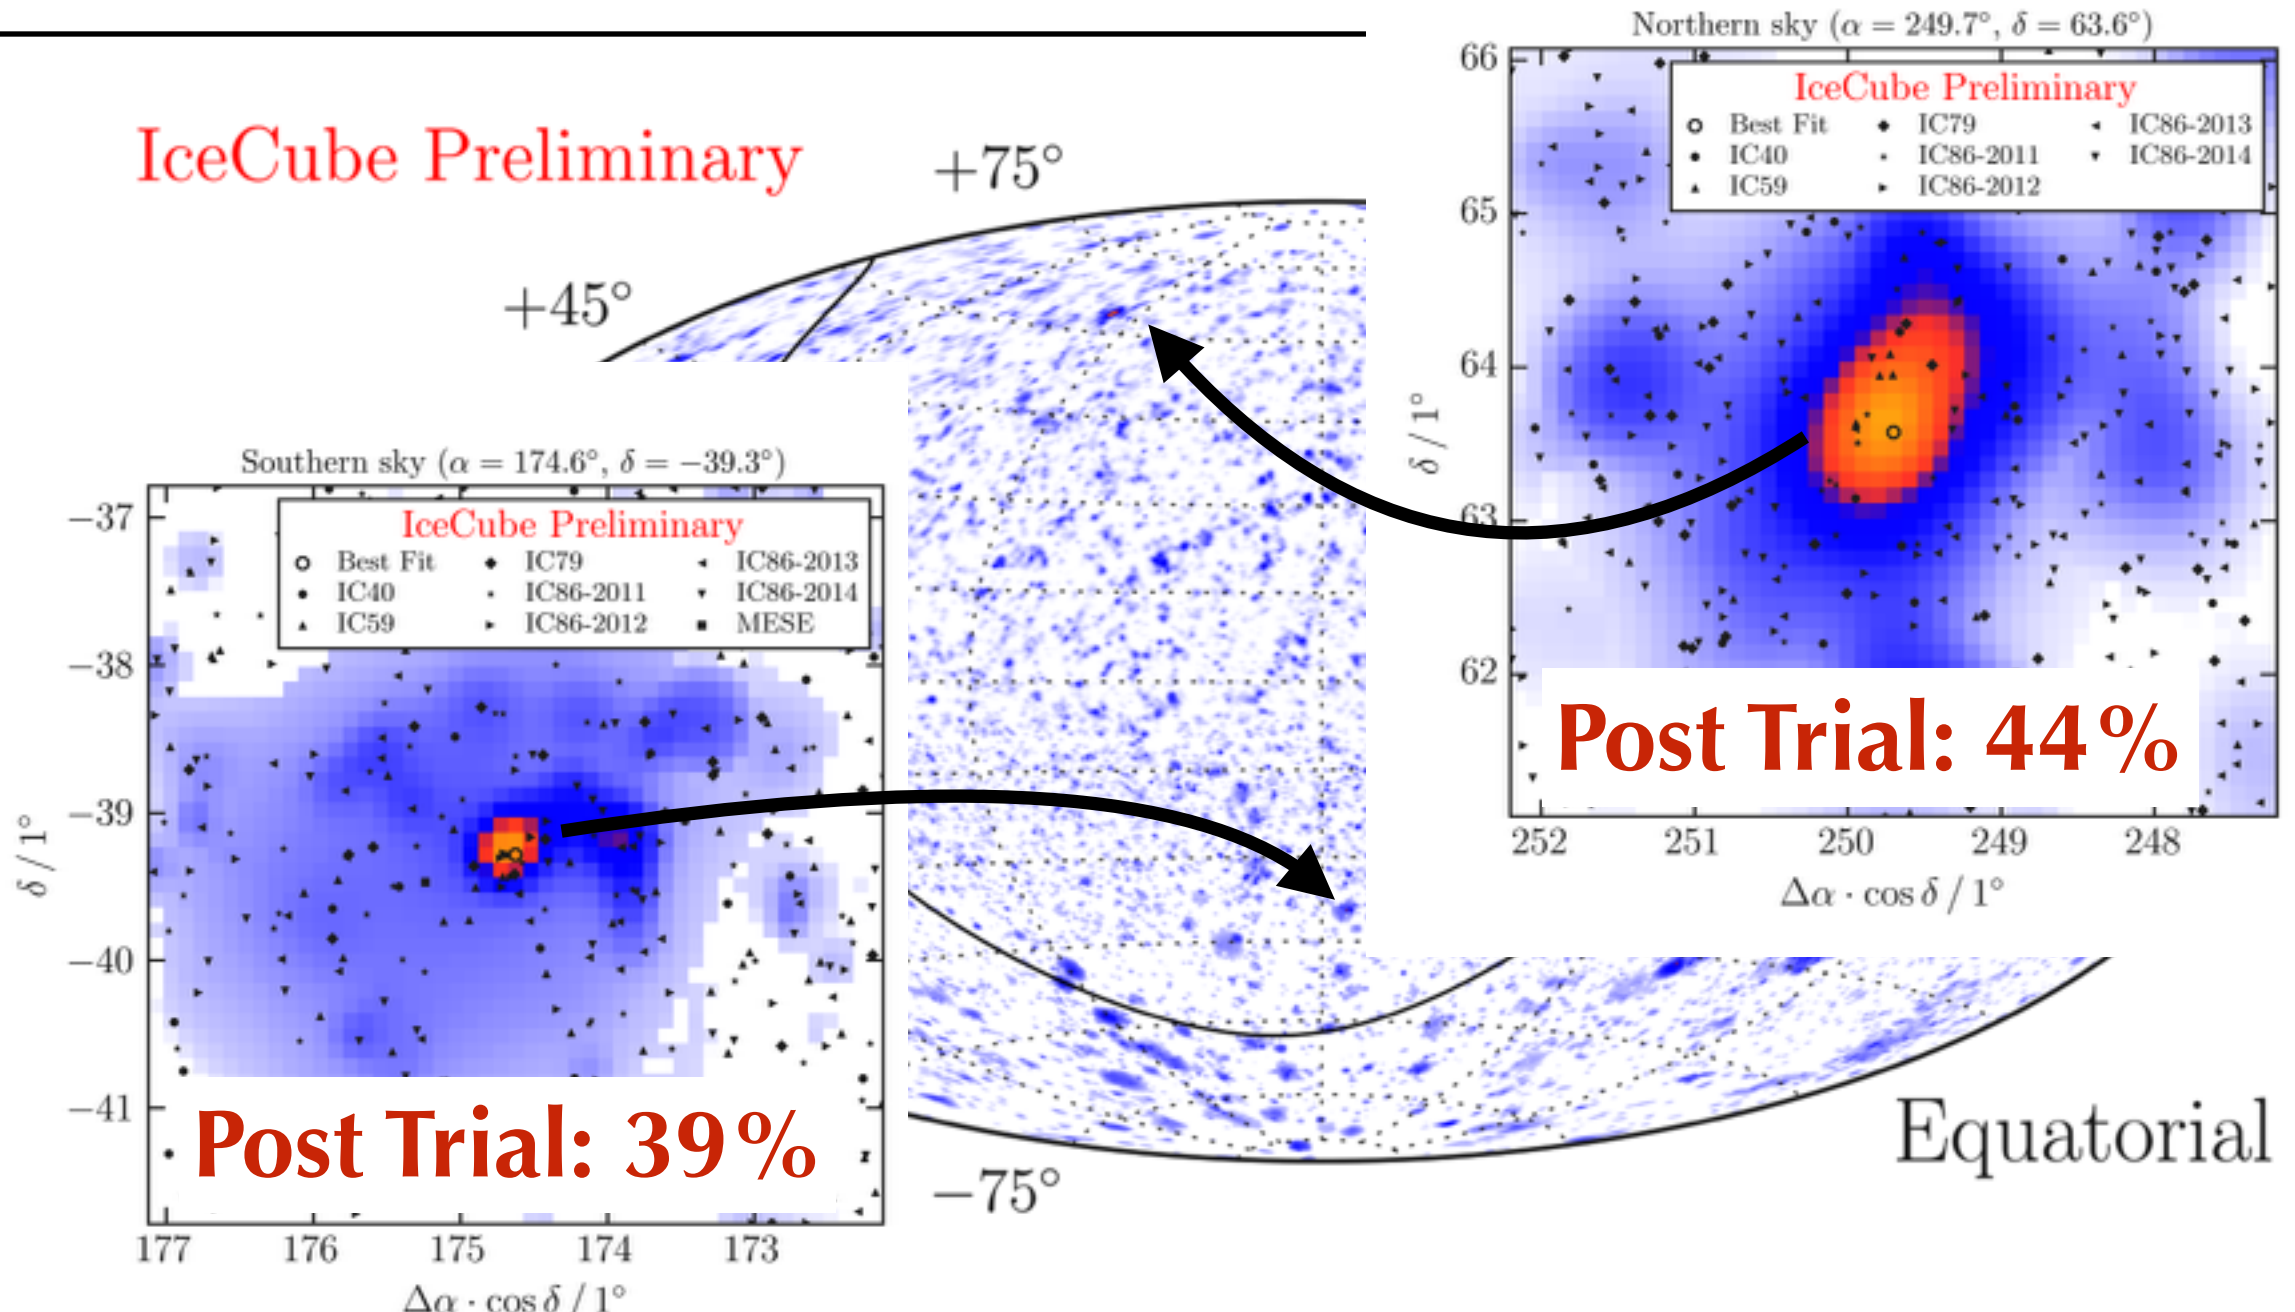 IceCube Preliminary
+75°
+45°
−75°
Equatorial
Southern sky (α = 174.6°, δ = −39.3°)
IceCube Preliminary
Best Fit IC79 IC86-2013
IC40 IC86-2011 IC86-2014
IC59 IC86-2012 MESE
−37
−38
−39
−40
−41
δ / 1°
Post Trial: 39%
177 176 175 174 173
Δα · cos δ / 1°
Northern sky (α = 249.7°, δ = 63.6°)
IceCube Preliminary
Best Fit IC79 IC86-2013
IC40 IC86-2011 IC86-2014
IC59 IC86-2012
66
65
64
63
62
δ / 1°
Post Trial: 44%
252 251 250 249 248
Δα · cos δ / 1°